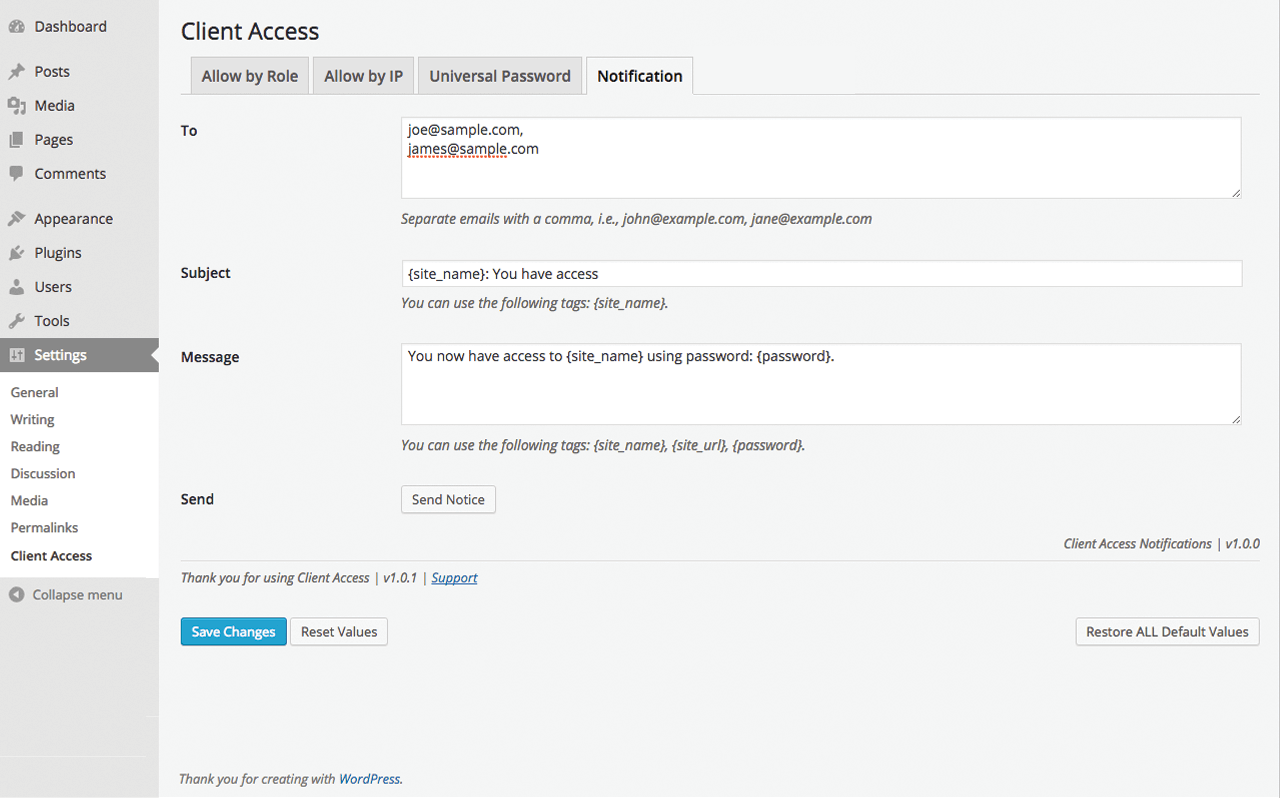 Dashboard
Posts
Media
Pages
Comments
Appearance
Plugins
Users
Tools
Settings
General
Writing
Reading
Discussion
Media
Permalinks
Client Access
Collapse menu
Client Access
Allow by Role Allow by IP Universal Password Notification
To
joe@sample.com,
james@sample.com
Separate emails with a comma, i.e., john@example.com, jane@example.com
Subject
{site_name}: You have access
You can use the following tags: {site_name}.
Message
You now have access to {site_name} using password: {password}.
You can use the following tags: {site_name}, {site_url}, {password}.
Send
Send Notice
Client Access Notifications | v1.0.0
Thank you for using Client Access | v1.0.1 | Support
Save Changes Reset Values Restore ALL Default Values
Thank you for creating with WordPress.